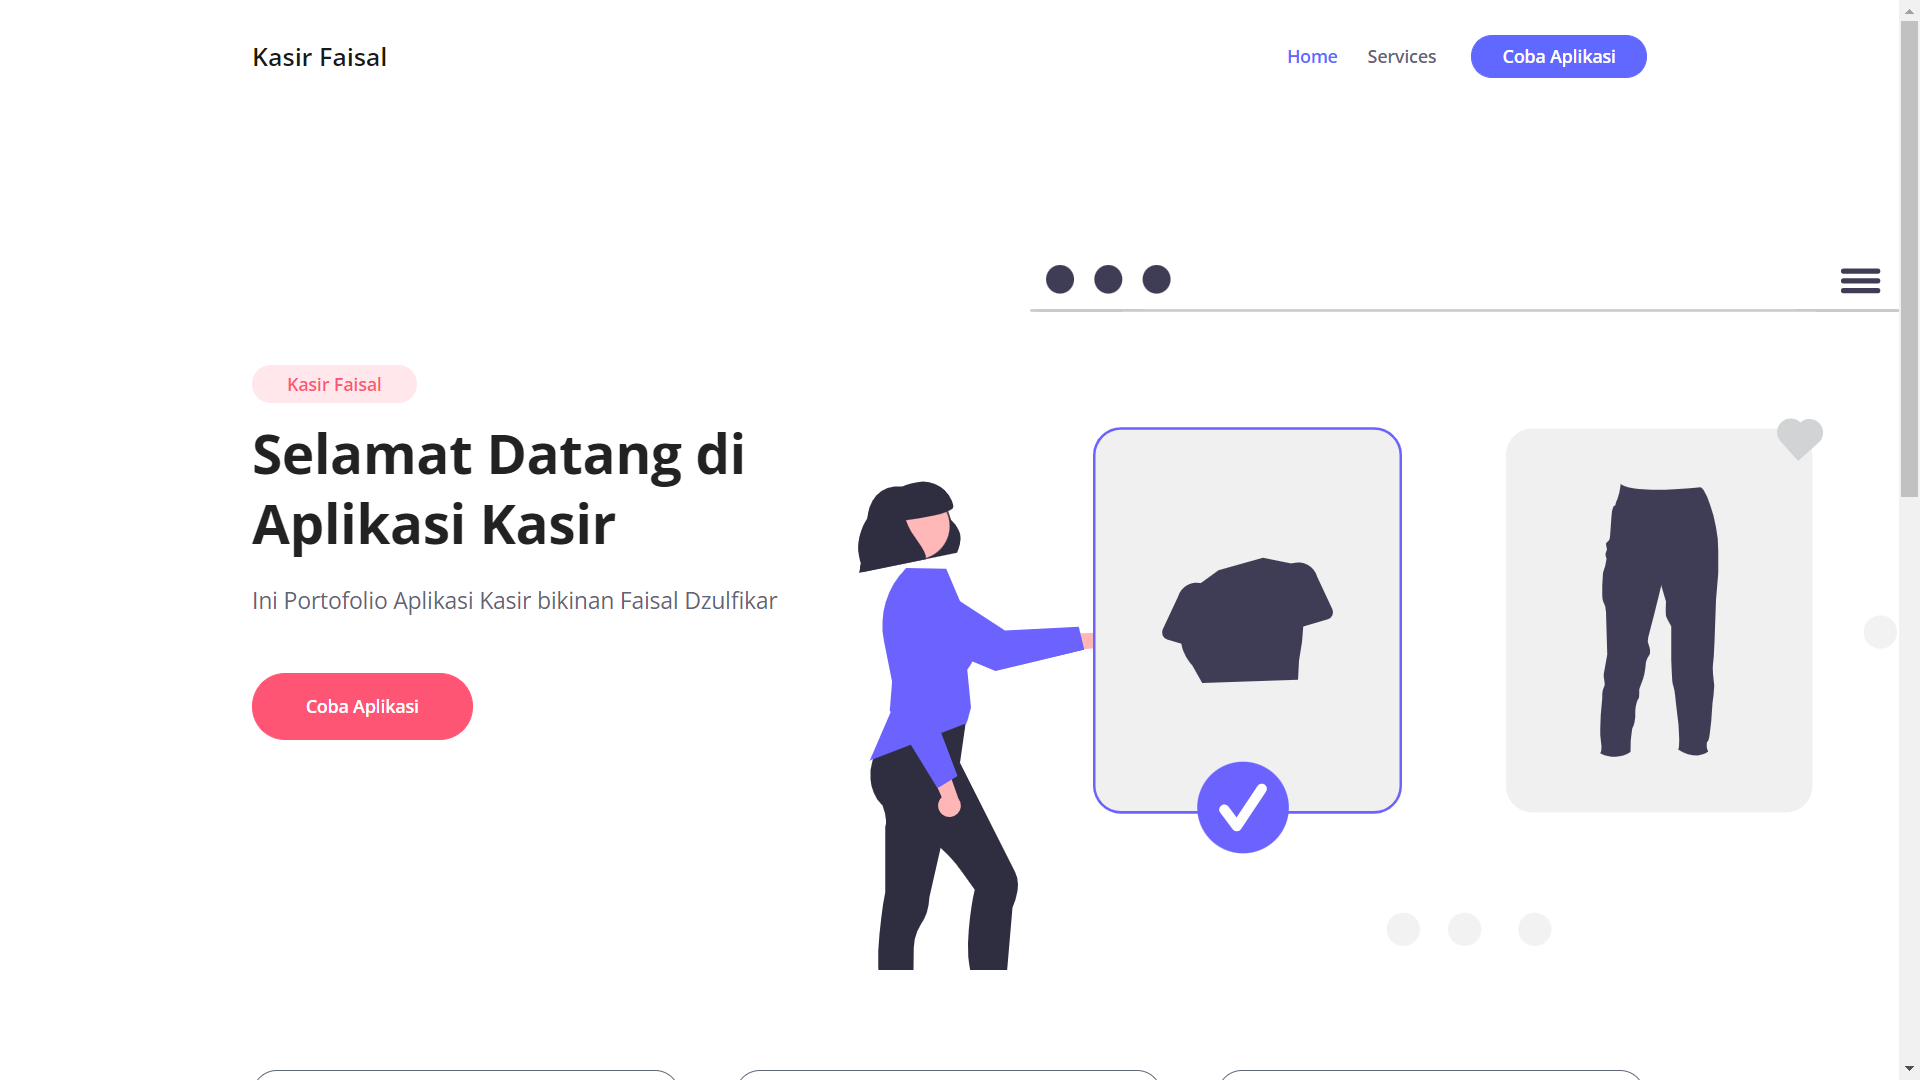 Kasir Faisal
Home
Services
Coba Aplikasi
Kasir Faisal
Selamat Datang di
Aplikasi Kasir
Ini Portofolio Aplikasi Kasir bikinan Faisal Dzulfikar
Coba Aplikasi